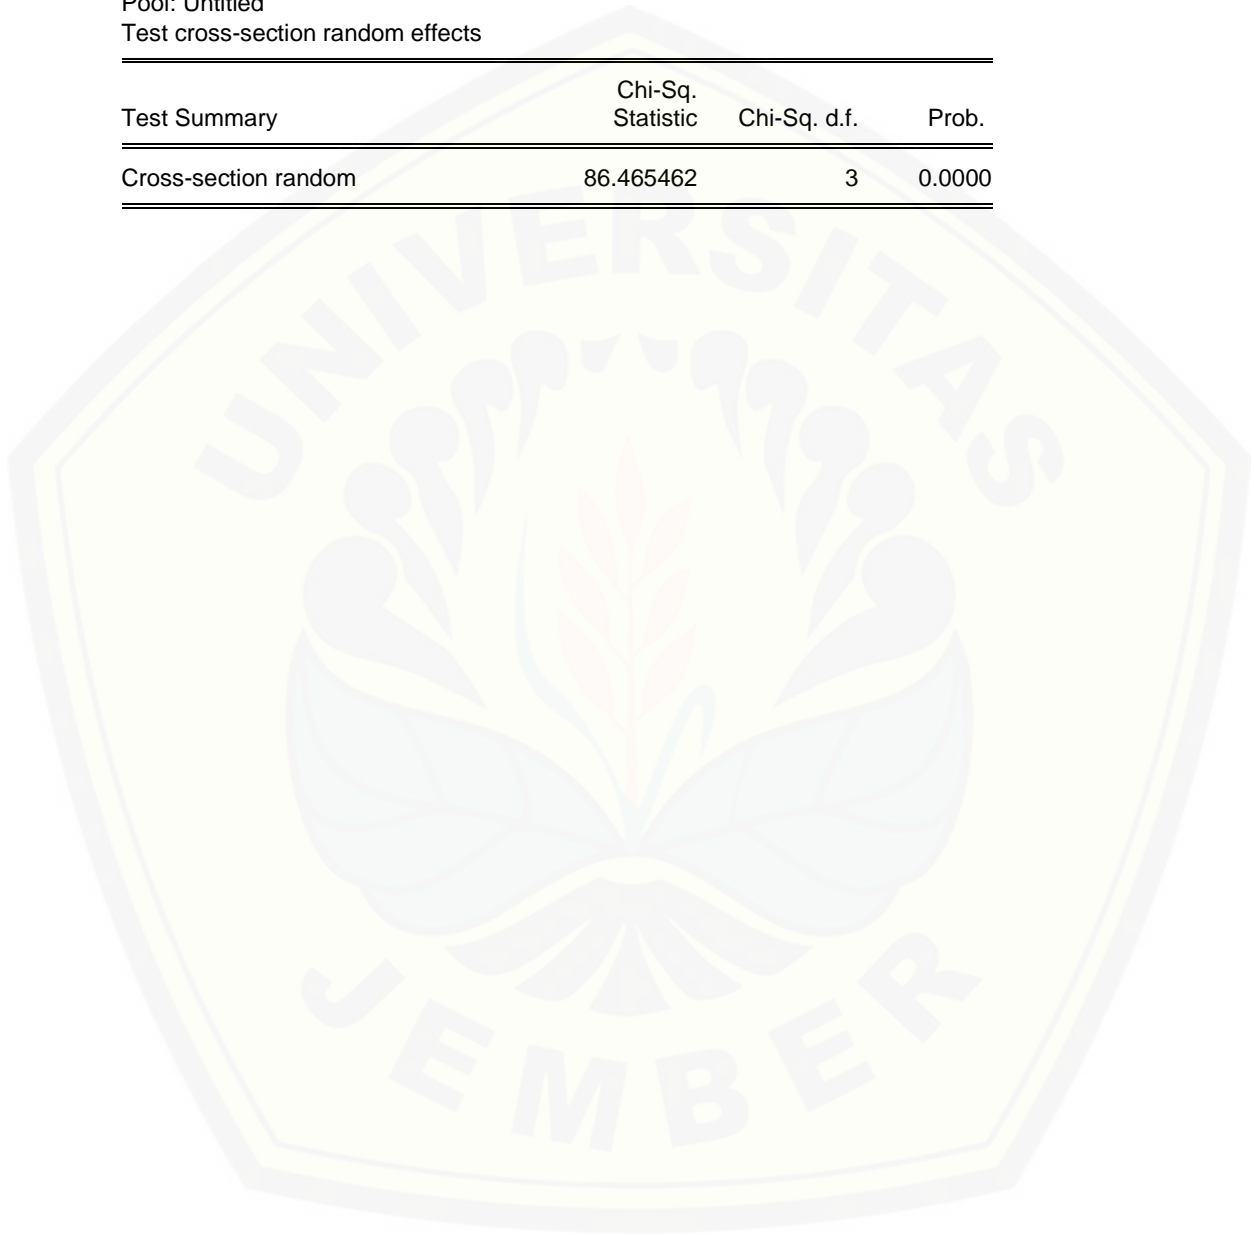 Pool: Untitled
Test cross-section random effects
Chi-Sq.
Test Summary Statistic Chi-Sq. d.f. Prob.
Cross-section random 86.465462 3 0.0000
UNIVERSITAS
JEMBER